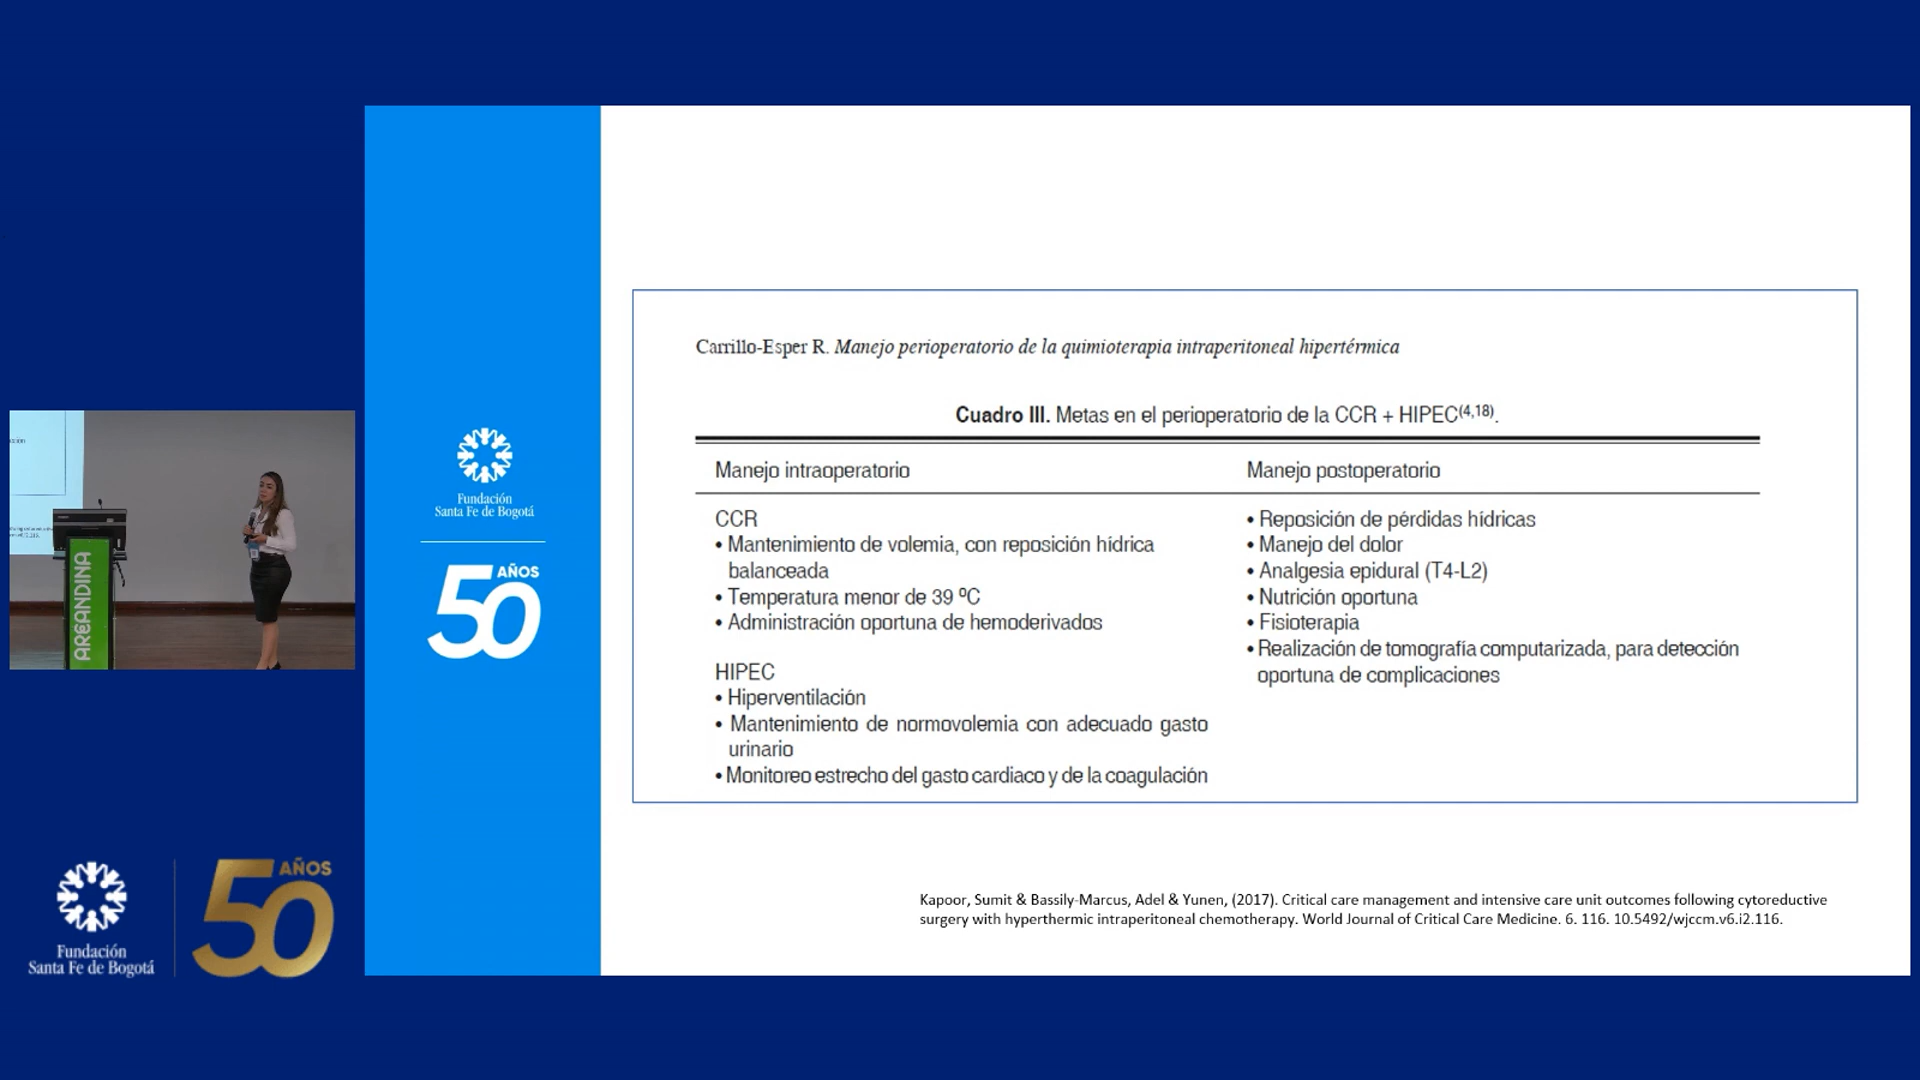 Carrillo-Esper R. Manejo perioperatorio de la quimioterapia intraperitoneal hipertérmica
Cuadro III. Metas en el perioperatorio de la CCR + HIPEC(4,18).
Manejo intraoperatorio
Manejo postoperatorio
CCR
• Mantenimiento de volemia, con reposición hídrica
balanceada
• Temperatura menor de 39 ºC
• Administración oportuna de hemoderivados
HIPEC
• Hiperventilación
• Mantenimiento de normovolemia con adecuado gasto
urinario
• Monitoreo estrecho del gasto cardiaco y de la coagulación
• Reposición de pérdidas hídricas
• Manejo del dolor
• Analgesia epidural (T4-L2)
• Nutrición oportuna
• Fisioterapia
• Realización de tomografía computarizada, para detección
oportuna de complicaciones
Kapoor, Sumit & Bassily-Marcus, Adel & Yunen, (2017). Critical care management and intensive care unit outcomes following cytoreductive
surgery with hyperthermic intraperitoneal chemotherapy. World Journal of Critical Care Medicine. 6. 116. 10.5492/wjccm.v6.i2.116.
Fundación
Santa Fe de Bogotá
50 AÑOS
AREANDINA
Fundación
Santa Fe de Bogotá
50 AÑOS